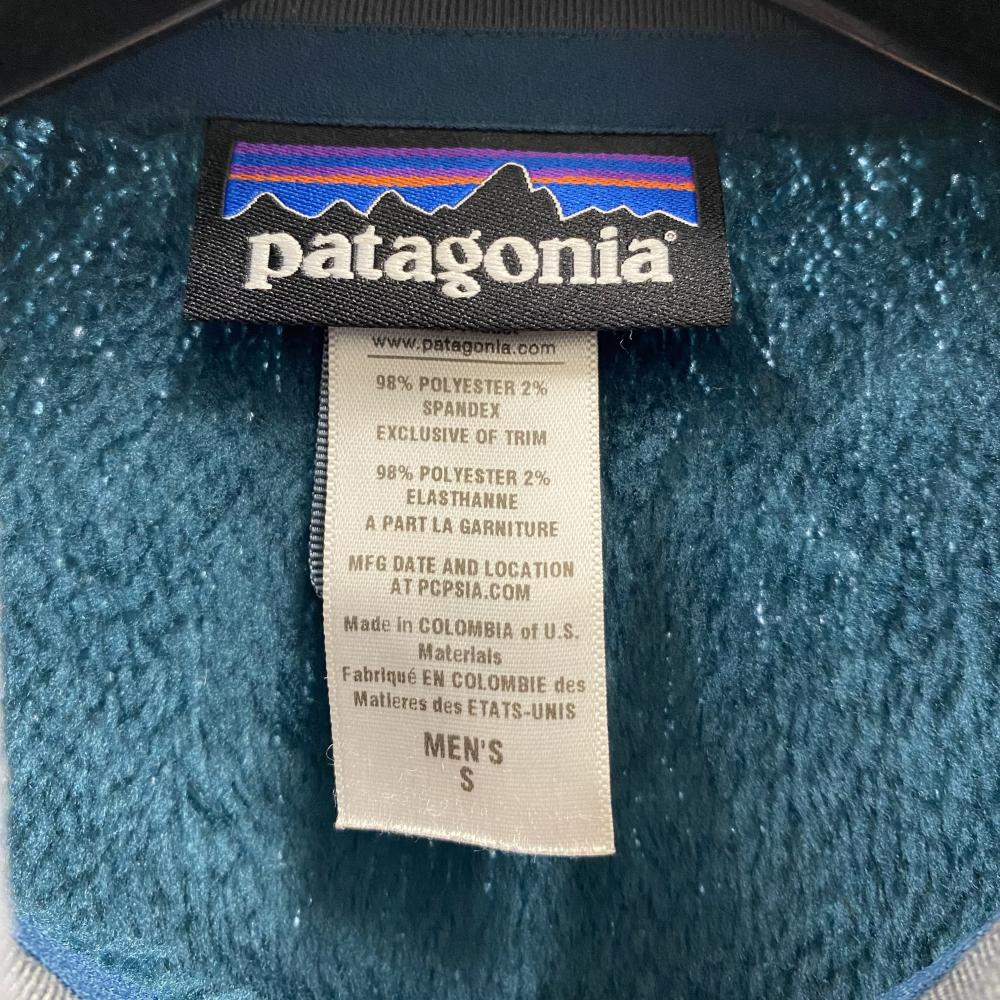 patagonia®
www.patagonia.com
98% POLYESTER 2%
SPANDEX
EXCLUSIVE OF TRIM
98% POLYESTER 2%
ELASTHANNE
A PART LA GARNITURE
MFG DATE AND LOCATION
AT PCPSIA.COM
Made in COLOMBIA of U.S.
Materials
Fabriqué EN COLOMBIE des
Matieres des ETATS-UNIS
MEN'S
S